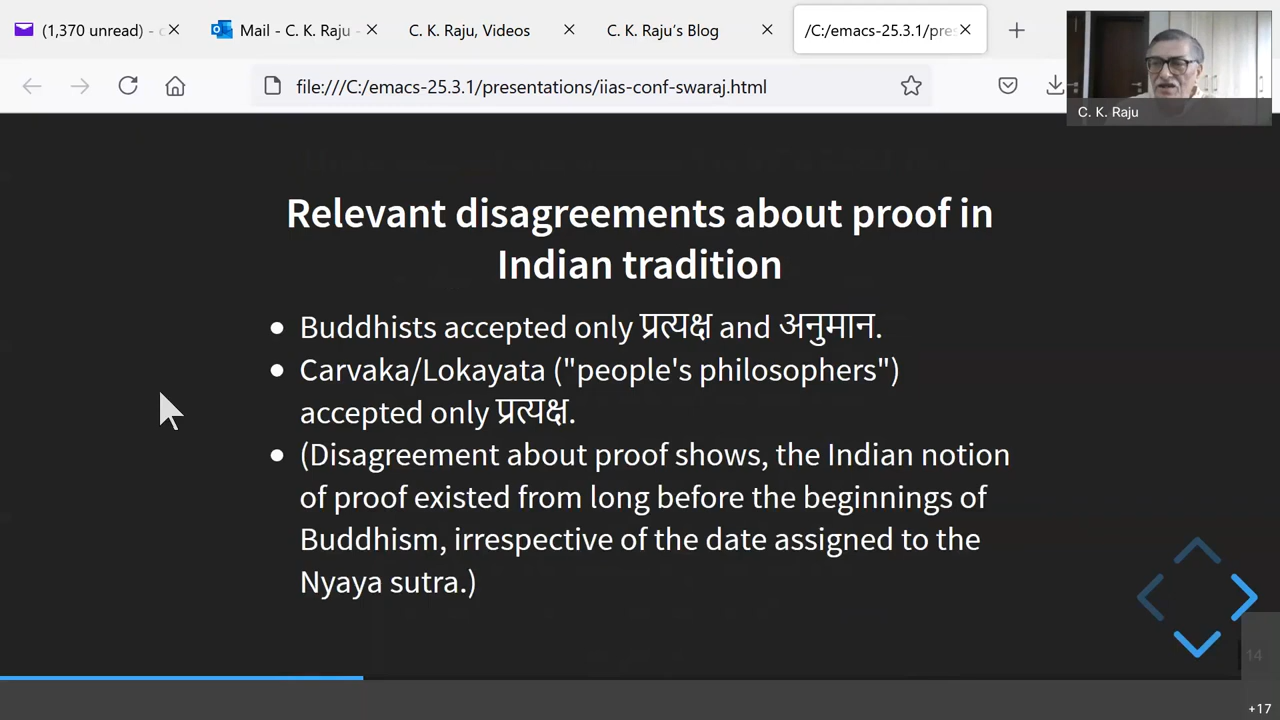 (1,370 unread) - c
Mail - C. K. Raju -
C. K. Raju, Videos
C. K. Raju's Blog
/C:/emacs-25.3.1/pres
file:///C:/emacs-25.3.1/presentations/iias-conf-swaraj.html
C. K. Raju
Relevant disagreements about proof in
Indian tradition
Buddhists accepted only प्रत्यक्ष and अनुमान.
Carvaka/Lokayata ("people's philosophers")
accepted only प्रत्यक्ष.
(Disagreement about proof shows, the Indian notion
of proof existed from long before the beginnings of
Buddhism, irrespective of the date assigned to the
Nyaya sutra.)
14
+17